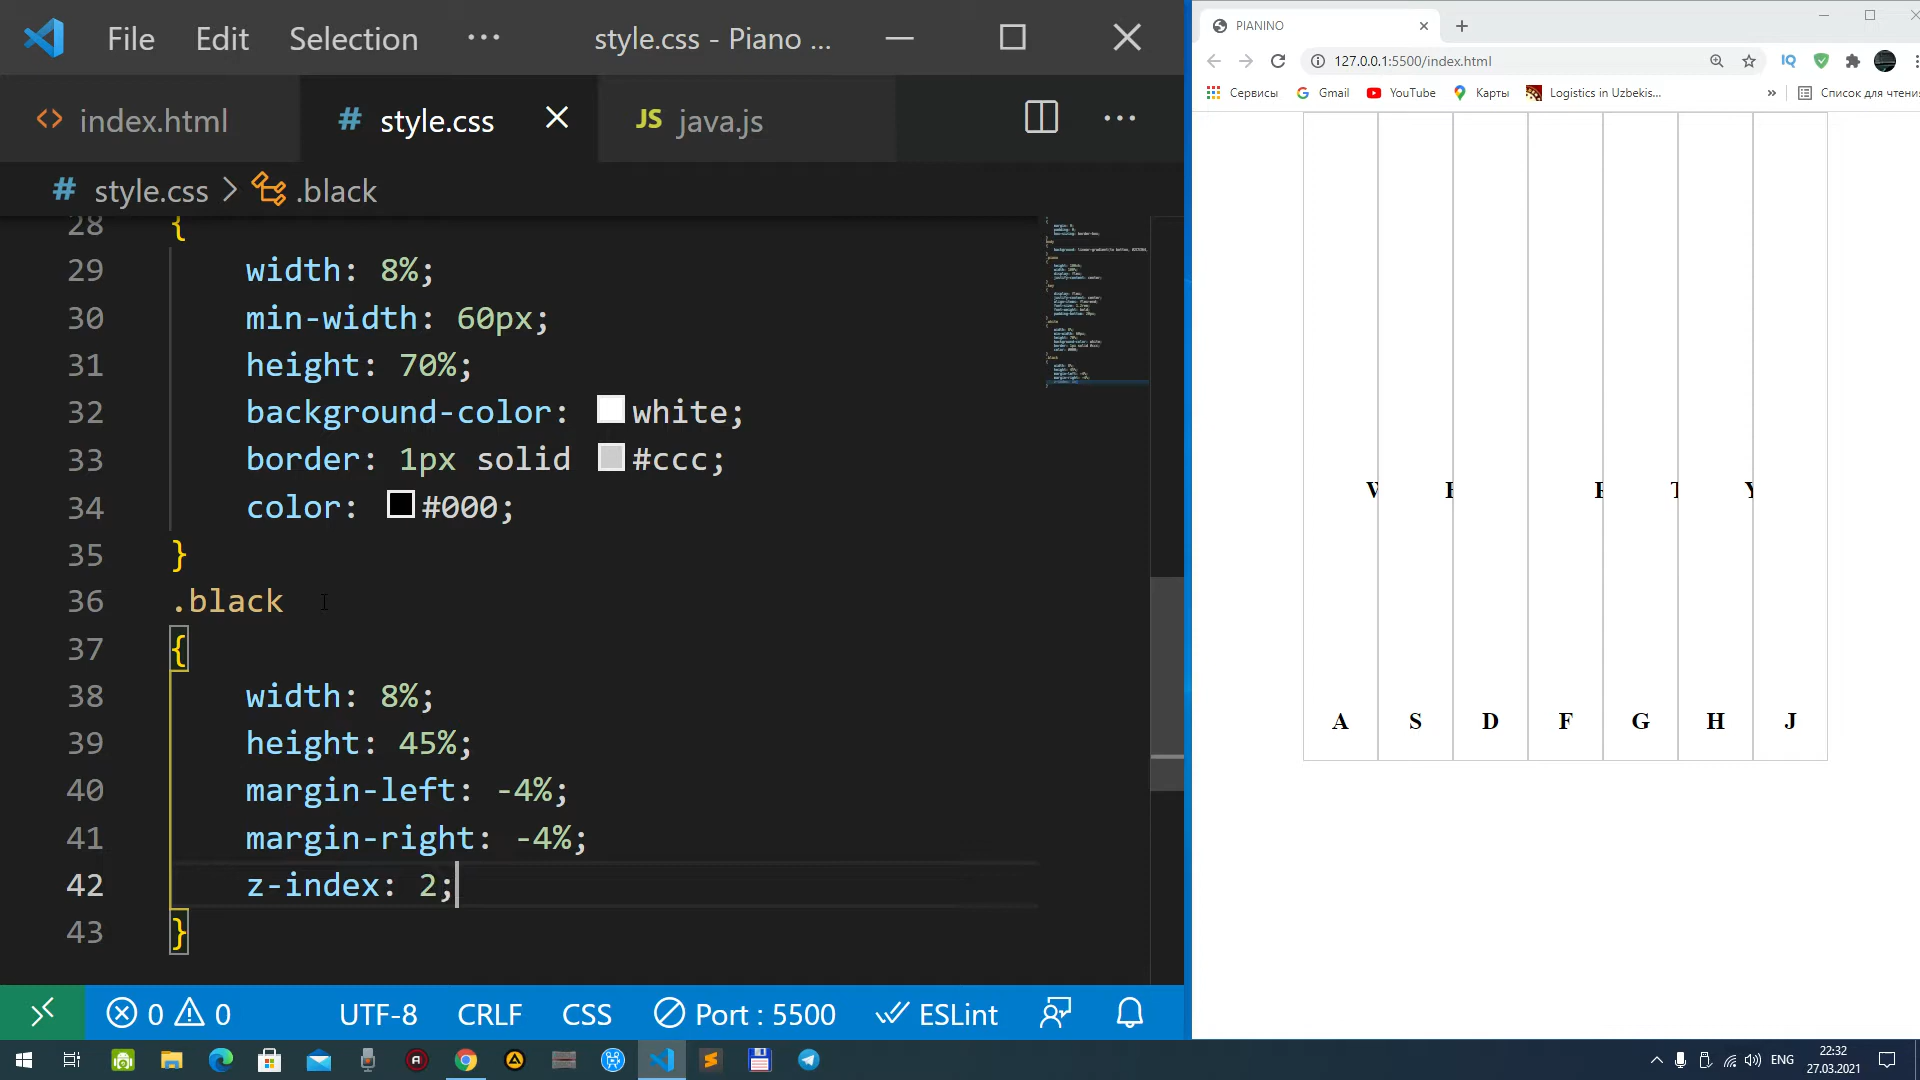 File Edit Selection ··· style.css - Piano ...
index.html # style.css JS java.js ···
# style.css > .black
28 {
29 width: 8%;
30 min-width: 60px;
31 height: 70%;
32 background-color: white;
33 border: 1px solid #ccc;
34 color: #000;
35 }
36 .black
37 {
38 width: 8%;
39 height: 45%;
40 margin-left: -4%;
41 margin-right: -4%;
42 z-index: 2;
43 }
0 0 UTF-8 CRLF CSS Port : 5500 ESLint
PIANINO
127.0.0.1:5500/index.html IQ
Сервисы Gmail YouTube Карты Logistics in Uzbekis... » Список для чтени
W Y
A S D F G H J
ENG 22:32
27.03.2021